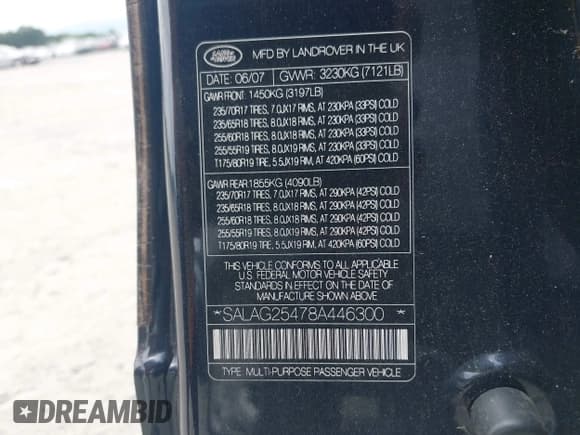 LAND ROVER
MFD BY LANDROVER IN THE UK
DATE: 06/07 GVWR: 3230KG (7121LB)
GAWR FRONT: 1450KG (3197LB)
235/70R17 TIRES, 7.0JX17 RIMS, AT 230KPA (33PSI) COLD
235/65R18 TIRES, 8.0JX18 RIMS, AT 230KPA (33PSI) COLD
255/60R18 TIRES, 8.0JX18 RIMS, AT 230KPA (33PSI) COLD
255/55R19 TIRES, 8.0JX19 RIMS, AT 230KPA (33PSI) COLD
T175/80R19 TIRE, 5.5JX19 RIM, AT 420KPA (60PSI) COLD
GAWR REAR: 1855KG (4090LB)
235/70R17 TIRES, 7.0JX17 RIMS, AT 290KPA (42PSI) COLD
235/65R18 TIRES, 8.0JX18 RIMS, AT 290KPA (42PSI) COLD
255/60R18 TIRES, 8.0JX18 RIMS, AT 290KPA (42PSI) COLD
255/55R19 TIRES, 8.0JX19 RIMS, AT 290KPA (42PSI) COLD
T175/80R19 TIRE, 5.5JX19 RIM, AT 420KPA (60PSI) COLD
THIS VEHICLE CONFORMS TO ALL APPLICABLE
U.S. FEDERAL MOTOR VEHICLE SAFETY
STANDARDS IN EFFECT ON THE DATE OF
MANUFACTURE SHOWN ABOVE
*SALAG25478A446300 *
TYPE: MULTI-PURPOSE PASSENGER VEHICLE
DREAMBID